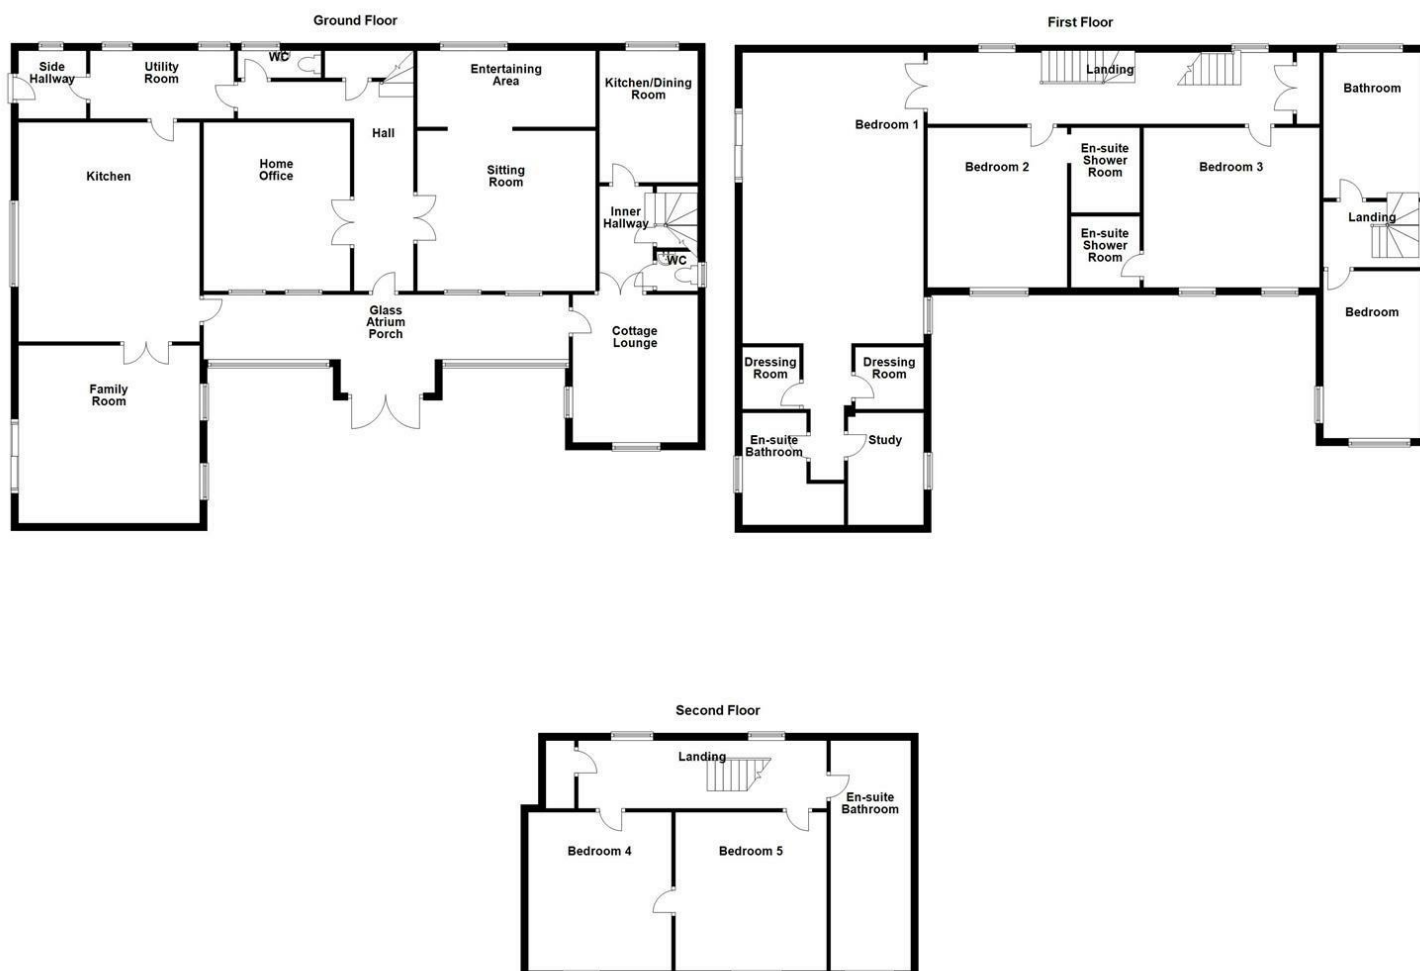 Ground Floor
Side
Hallway
Utility
Room
WC
Entertaining
Area
Kitchen/Dining
Room
Hall
Kitchen
Home
Office
Sitting
Room
Inner
Hallway
WC
Glass
Atrium
Porch
Cottage
Lounge
Family
Room
First Floor
Landing
Bathroom
Bedroom 1
Bedroom 2
En-suite
Shower
Room
Bedroom 3
Landing
En-suite
Shower
Room
Bedroom
Dressing
Room
Dressing
Room
En-suite
Bathroom
Study
Second Floor
Landing
En-suite
Bathroom
Bedroom 4
Bedroom 5